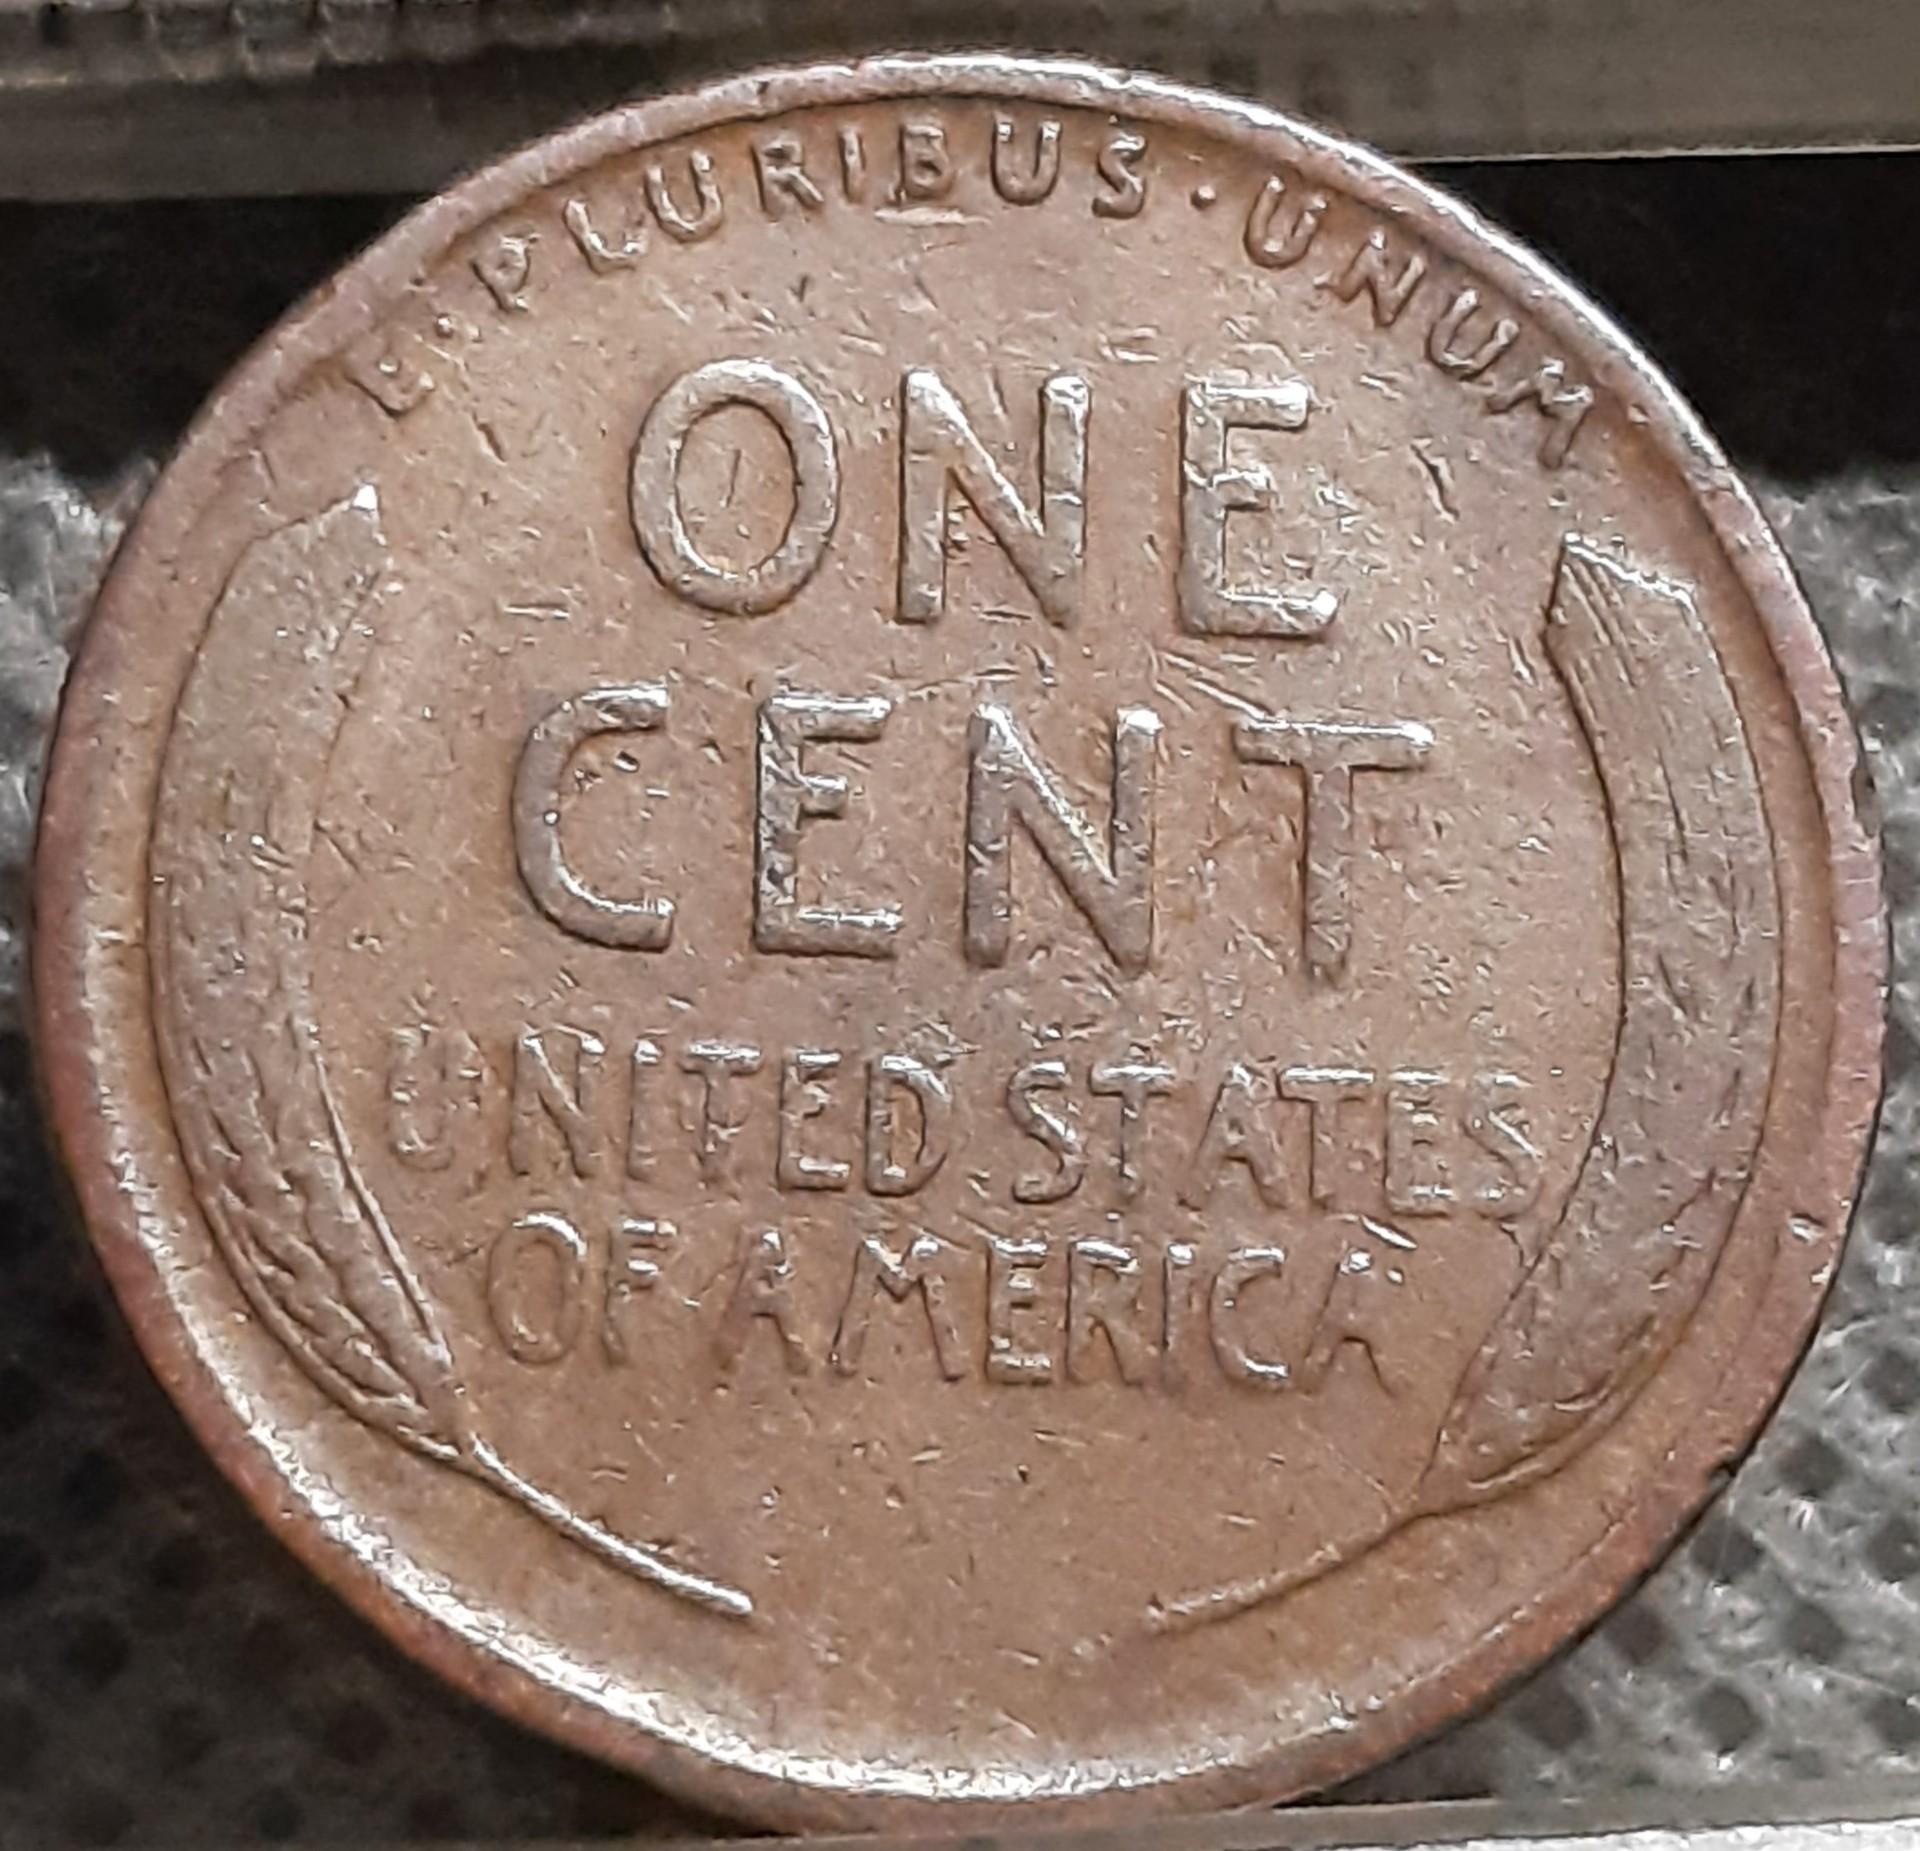 E·PLURIBUS·UNUM
ONE
CENT
UNITED STATES
OF AMERICA